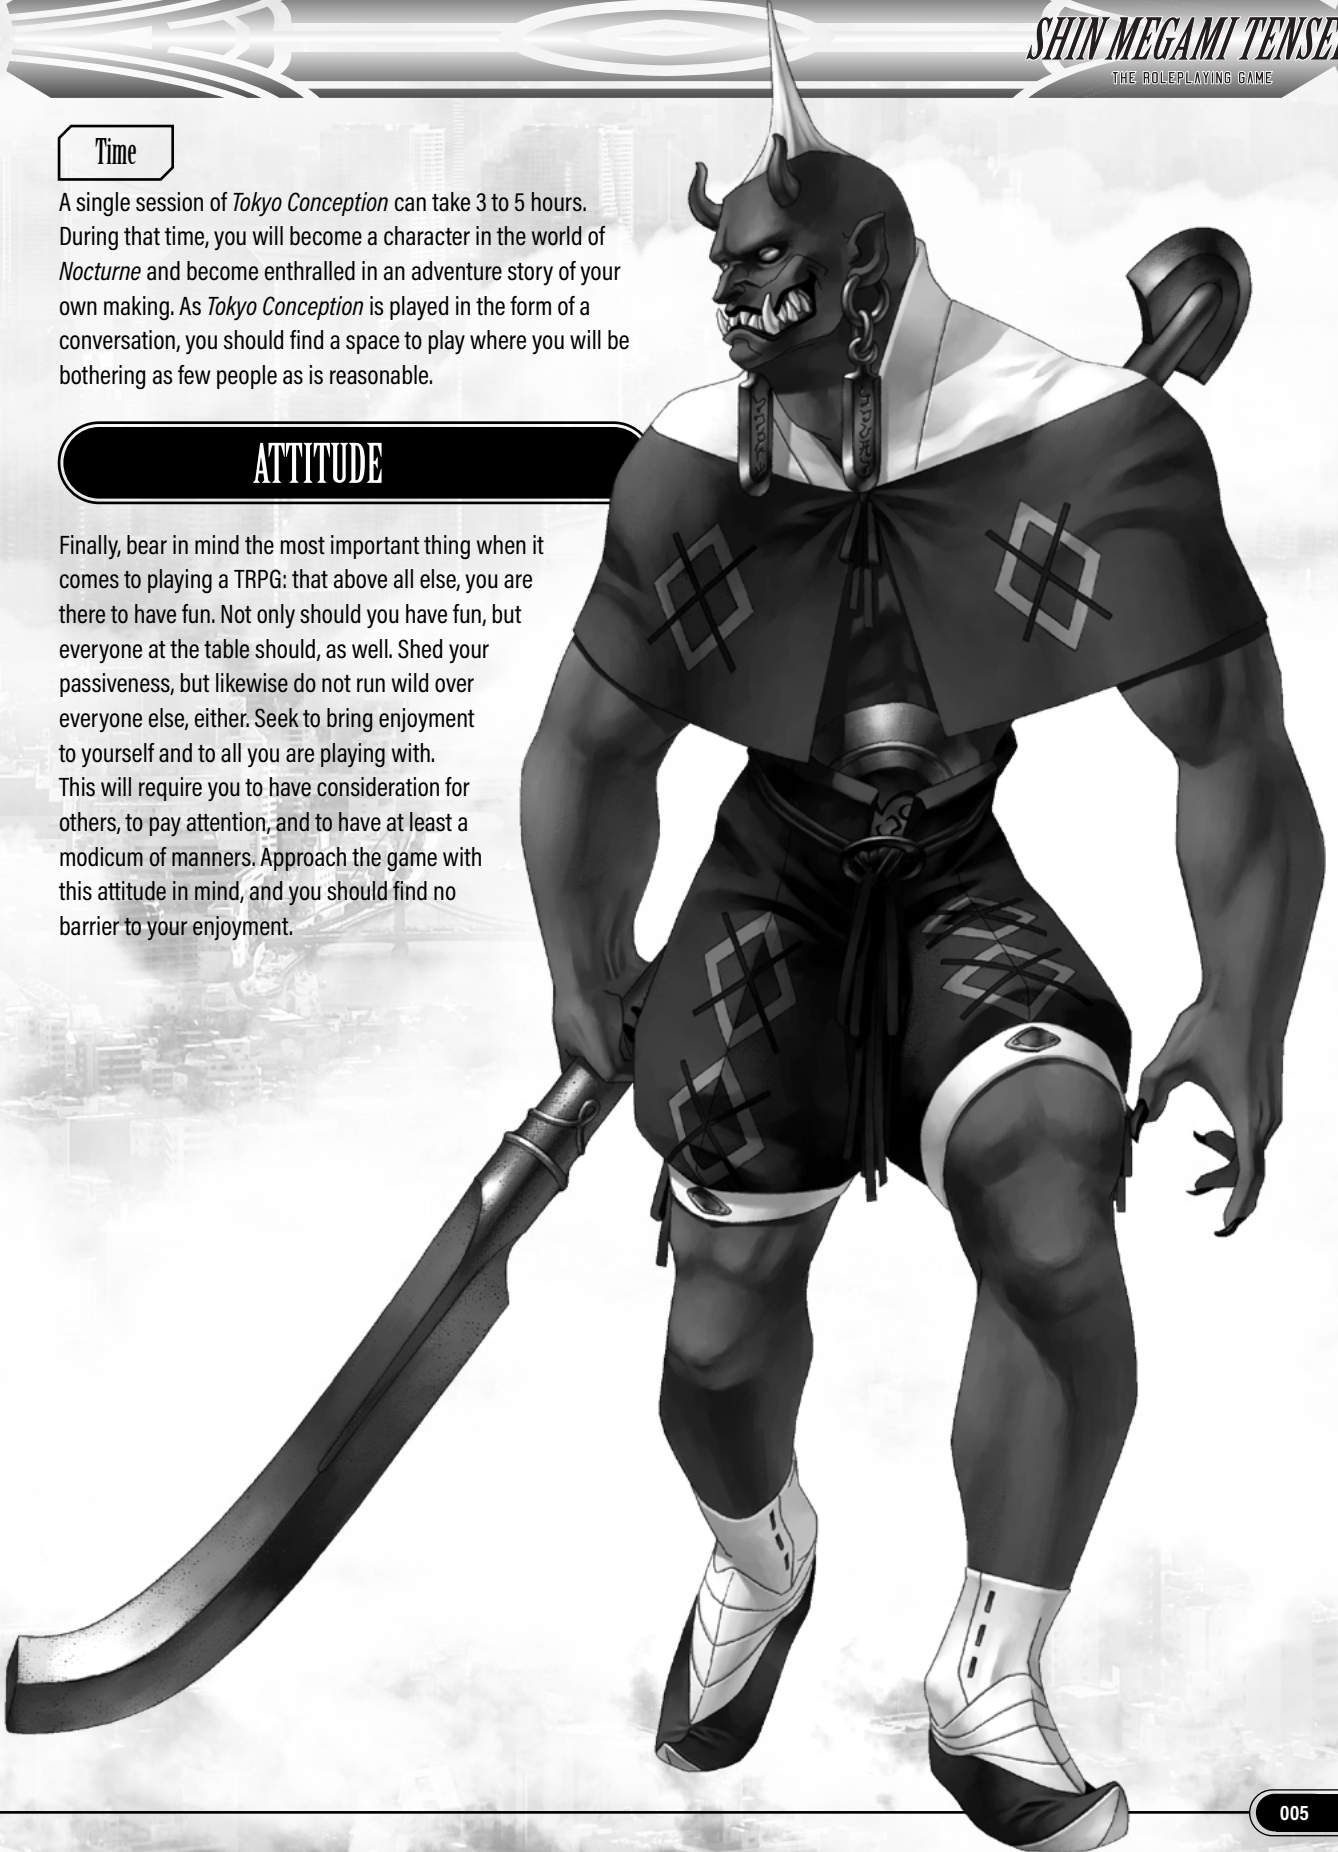 SHIN MEGAMI TENSEI
THE ROLEPLAYING GAME
Time
A single session of Tokyo Conception can take 3 to 5 hours.
During that time, you will become a character in the world of
Nocturne and become enthralled in an adventure story of your
own making. As Tokyo Conception is played in the form of a
conversation, you should find a space to play where you will be
bothering as few people as is reasonable.
ATTITUDE
Finally, bear in mind the most important thing when it
comes to playing a TRPG: that above all else, you are
there to have fun. Not only should you have fun, but
everyone at the table should, as well. Shed your
passiveness, but likewise do not run wild over
everyone else, either. Seek to bring enjoyment
to yourself and to all you are playing with.
This will require you to have consideration for
others, to pay attention, and to have at least a
modicum of manners. Approach the game with
this attitude in mind, and you should find no
barrier to your enjoyment.
005